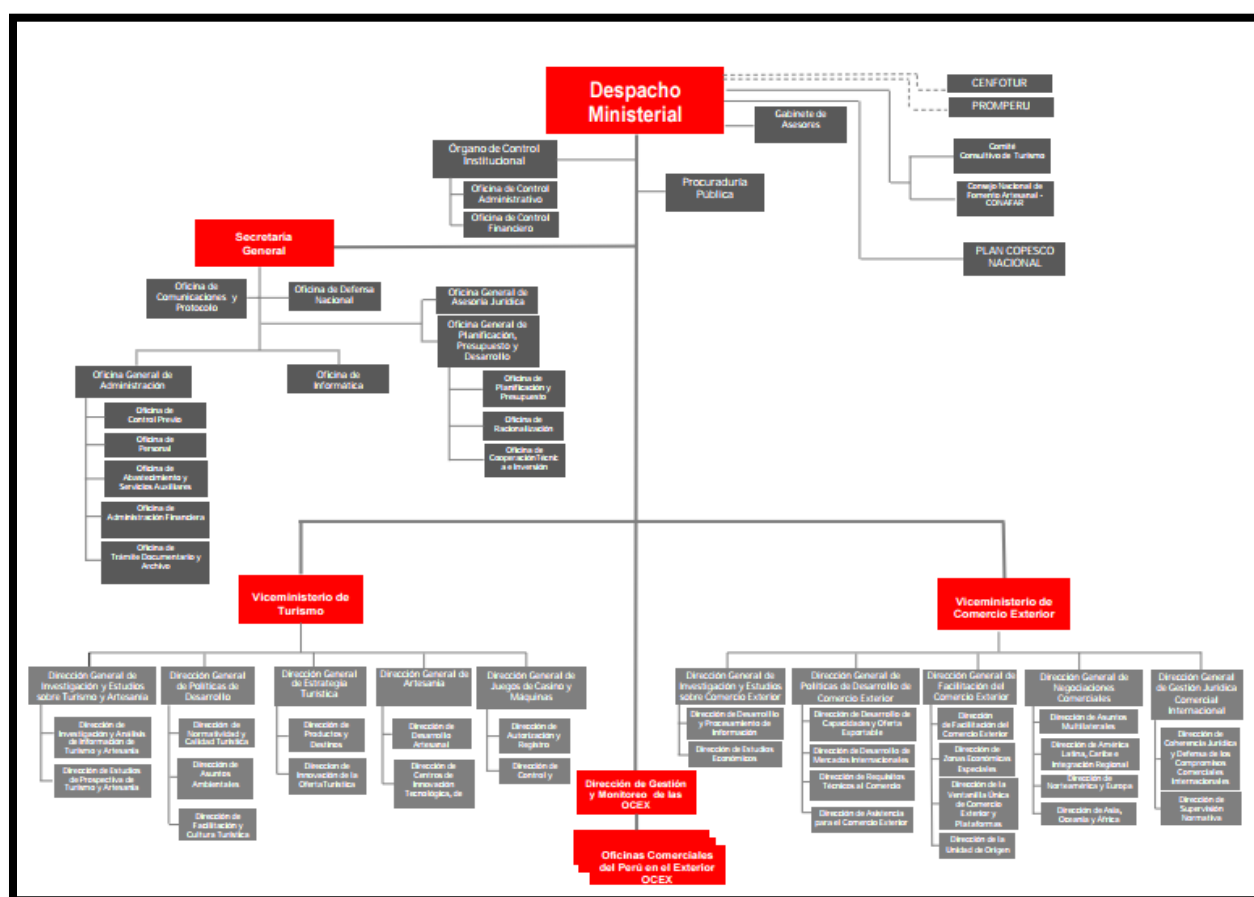 Despacho
Ministerial
CENFOTUR
PROMPERU
Gabinete de
Asesores
Comité
Consultivo de Turismo
Consejo Nacional de
Fomento Artesanal -
CONAFAR
PLAN COPESCO
NACIONAL
Órgano de Control
Institucional
Oficina de Control
Administrativo
Oficina de Control
Financiero
Procuraduría
Pública
Secretaría
General
Oficina de
Comunicaciones y
Protocolo
Oficina de Defensa
Nacional
Oficina General de
Asesoría Jurídica
Oficina General de
Planificación,
Presupuesto y
Desarrollo
Oficina de
Planificación y
Presupuesto
Oficina de
Racionalización
Oficina de
Cooperación Técnic
a e Inversión
Oficina General de
Administración
Oficina de
Informática
Oficina de
Control Previo
Oficina de
Personal
Oficina de
Abastecimiento y
Servicios Auxiliares
Oficina de
Administración Financiera
Oficina de
Trámite Documentario y
Archivo
Viceministerio de
Turismo
Dirección General de
Investigación y Estudios
sobre Turismo y Artesanía
Dirección de
Investigación y Análisis
de Información de
Turismo y Artesanía
Dirección de Estudios
de Prospectiva de
Turismo y Artesanía
Dirección General
de Políticas de
Desarrollo
Dirección de
Normatividad y
Calidad Turística
Dirección de
Asuntos
Ambientales
Dirección de
Facilitación y
Cultura Turística
Dirección General
de Estrategia
Turística
Dirección de
Productos y
Destinos
Dirección de
Innovación de la
Oferta Turística
Dirección General de
Artesanía
Dirección de
Desarrollo
Artesanal
Dirección de
Centros de
Innovación
Tecnológica, de
Dirección General de
Juegos de Casino y
Máquinas
Dirección de
Autorización y
Registro
Dirección de
Control y
Dirección de Gestión
y Monitoreo de las
OCEX
Oficinas Comerciales
del Perú en el Exterior
OCEX
Viceministerio de
Comercio Exterior
Dirección General de
Investigación y Estudios
sobre Comercio Exterior
Dirección de Desarrollo
y Procesamiento de
Información
Dirección de Estudios
Económicos
Dirección General de
Políticas de Desarrollo de
Comercio Exterior
Dirección de Desarrollo de
Capacidades y Oferta
Exportable
Dirección de Desarrollo de
Mercados Internacionales
Dirección de Requisitos
Técnicos al Comercio
Dirección de Asistencia
para el Comercio Exterior
Dirección General de
Facilitación del
Comercio Exterior
Dirección
de Facilitación del
Comercio Exterior
Dirección de
Zonas Económicas
Especiales
Dirección de la
Ventanilla Única
de Comercio
Exterior y
Plataformas
Dirección de la
Unidad de Origen
Dirección General de
Negociaciones
Comerciales
Dirección de Asuntos
Multilaterales
Dirección de América
Latina, Caribe e
Integración Regional
Dirección de
Norteamérica y Europa
Dirección de Asia,
Oceanía y África
Dirección General
de Gestión Jurídica
Comercial
Internacional
Dirección de
Coherencia Jurídica
y Defensa de los
Compromisos
Comerciales
Internacionales
Dirección de
Supervisión
Normativa